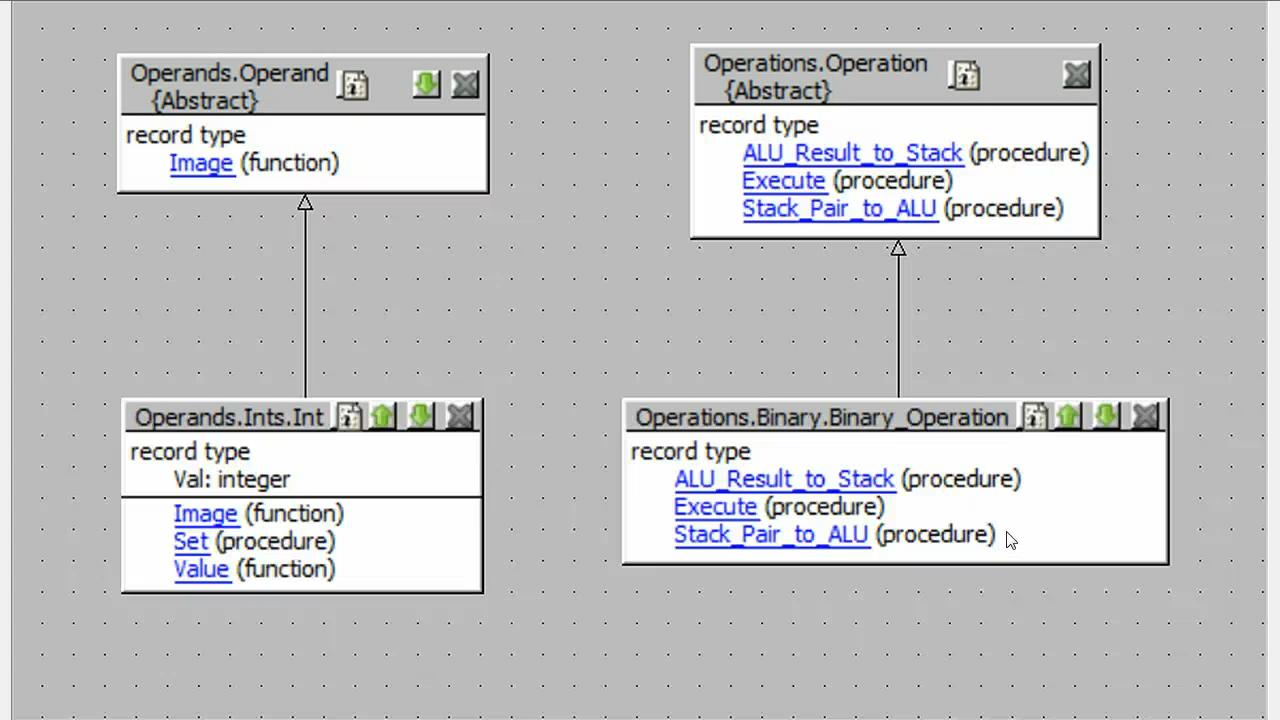 Operands.Operand
{Abstract}
record type
Image (function)
Operations.Operation
{Abstract}
record type
ALU_Result_to_Stack (procedure)
Execute (procedure)
Stack_Pair_to_ALU (procedure)
Operands.Ints.Int
record type
Val: integer
Image (function)
Set (procedure)
Value (function)
Operations.Binary.Binary_Operation
record type
ALU_Result_to_Stack (procedure)
Execute (procedure)
Stack_Pair_to_ALU (procedure)